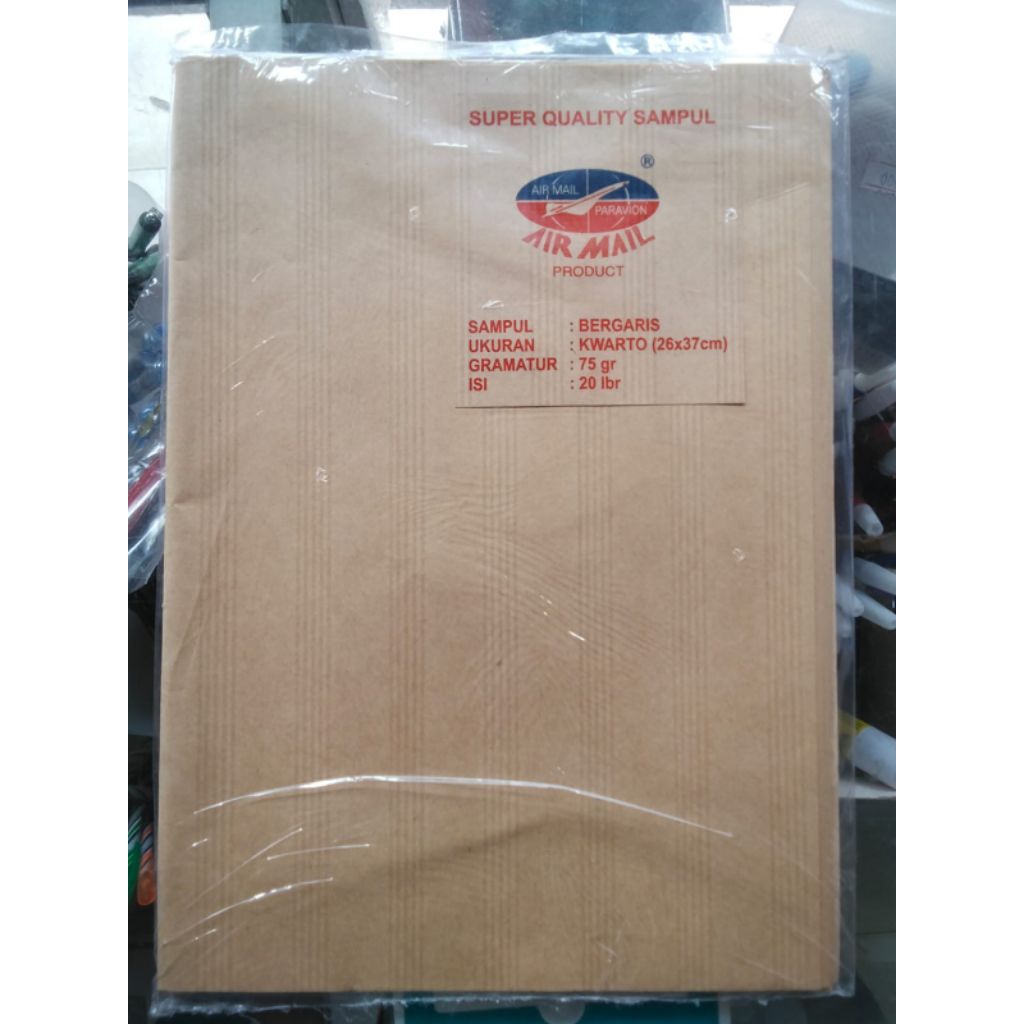 SUPER QUALITY SAMPUL
®
AIR MAIL
PARAVION
AIR MAIL
PRODUCT
SAMPUL : BERGARIS
UKURAN : KWARTO (26x37cm)
GRAMATUR : 75 gr
ISI : 20 lbr